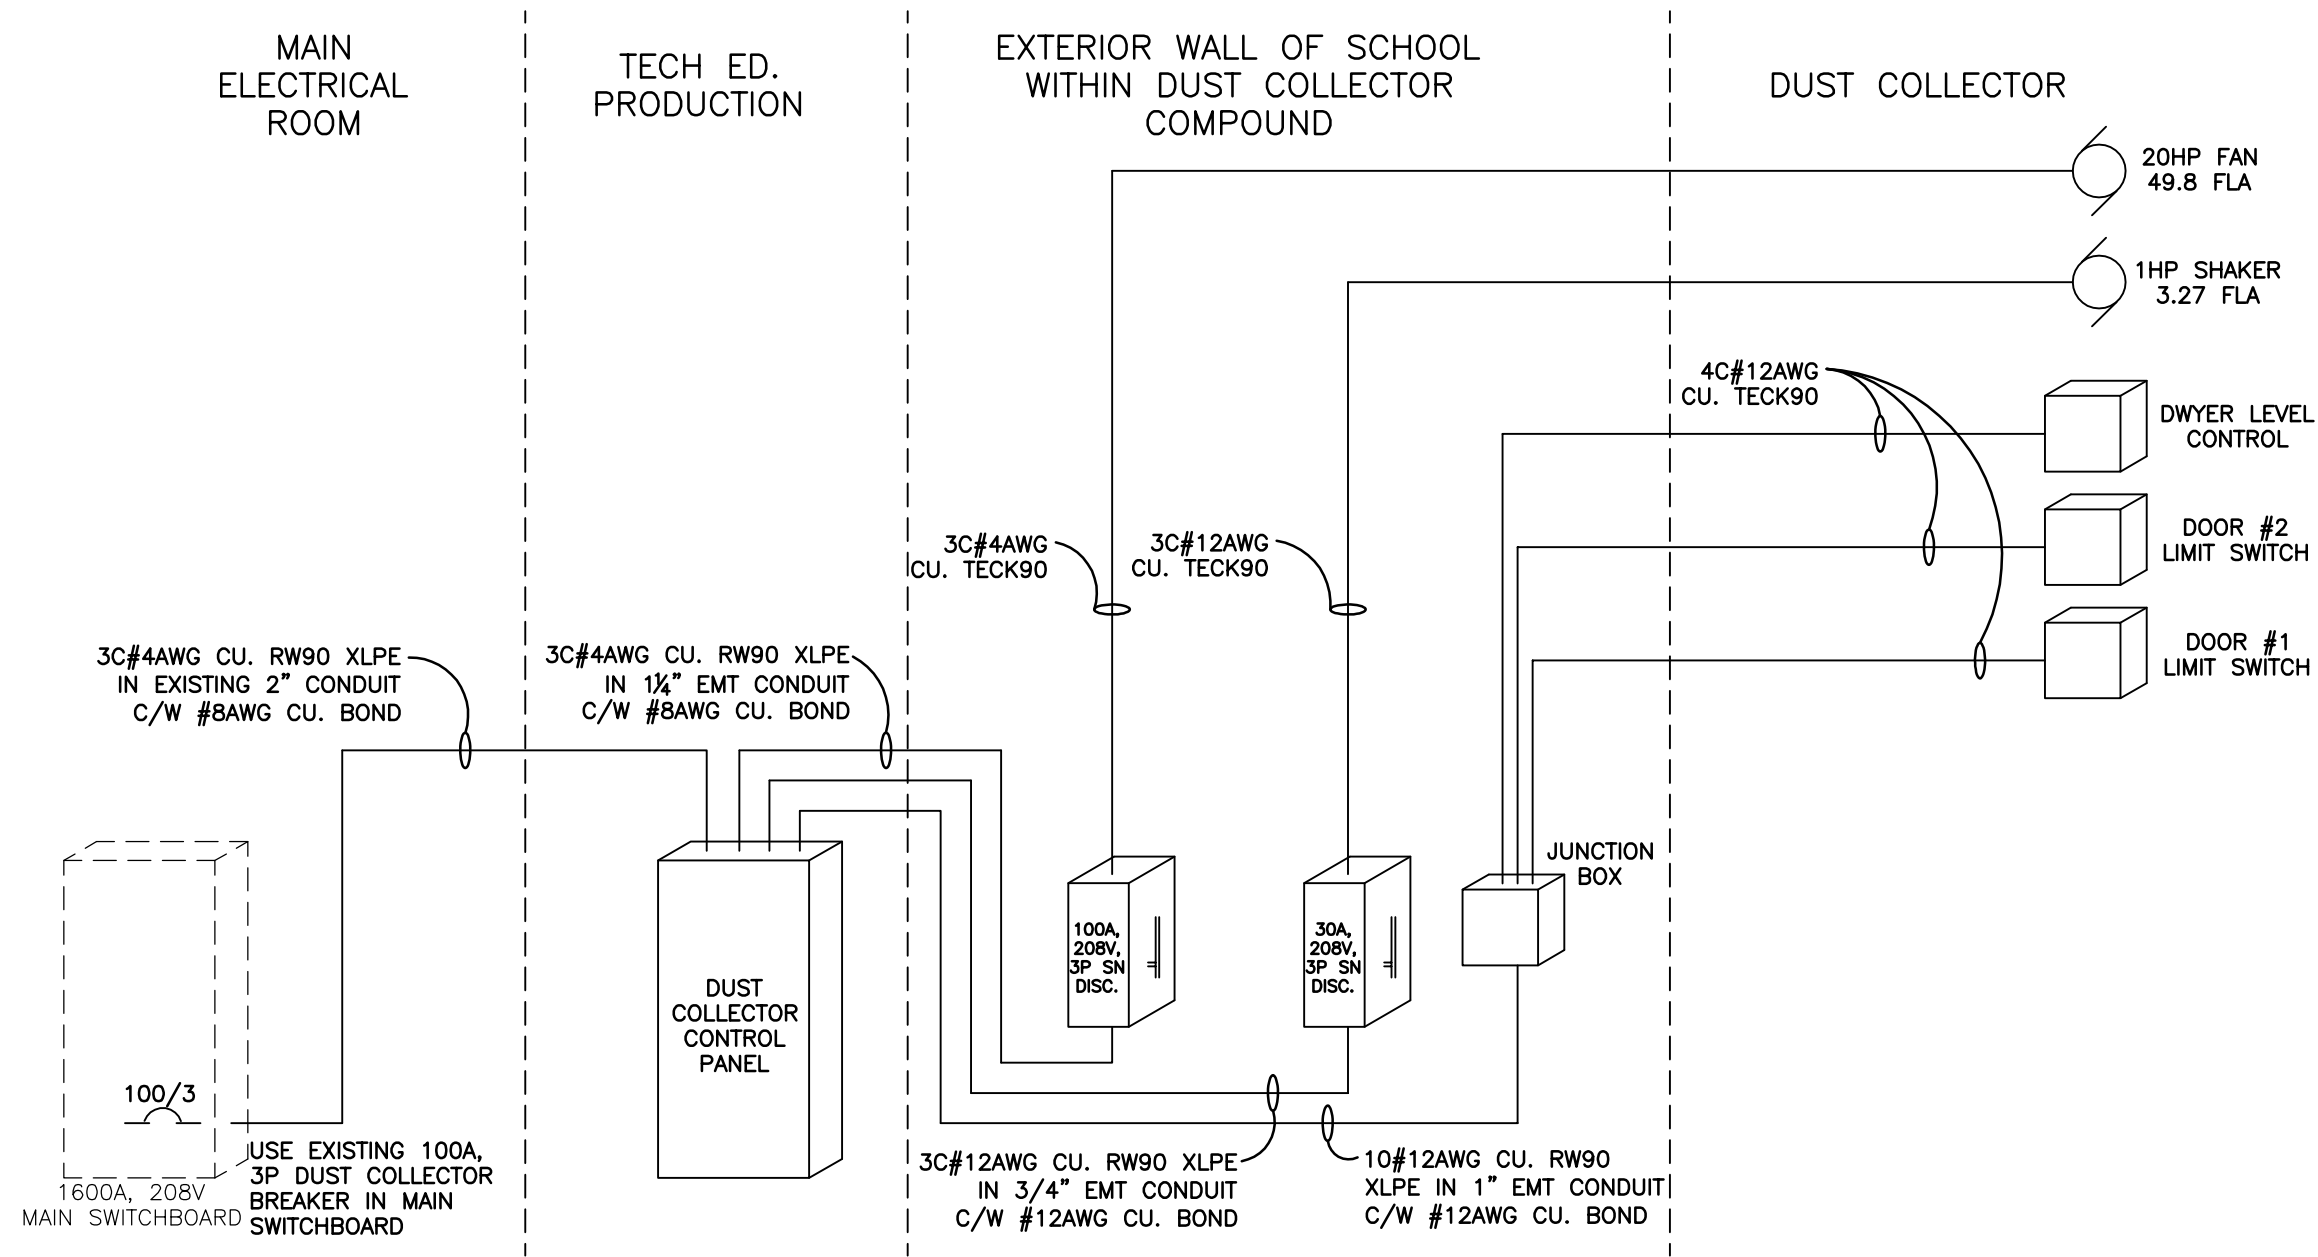 MAIN
ELECTRICAL
ROOM
TECH ED.
PRODUCTION
EXTERIOR WALL OF SCHOOL
WITHIN DUST COLLECTOR
COMPOUND
DUST COLLECTOR
20HP FAN
49.8 FLA
1HP SHAKER
3.27 FLA
4C#12AWG
CU. TECK90
DWYER LEVEL
CONTROL
DOOR #2
LIMIT SWITCH
DOOR #1
LIMIT SWITCH
3C#4AWG
CU. TECK90
3C#12AWG
CU. TECK90
3C#4AWG CU. RW90 XLPE
IN EXISTING 2" CONDUIT
C/W #8AWG CU. BOND
3C#4AWG CU. RW90 XLPE
IN 1¼" EMT CONDUIT
C/W #8AWG CU. BOND
JUNCTION
BOX
100A,
208V,
3P SN
DISC.
30A,
208V,
3P SN
DISC.
DUST
COLLECTOR
CONTROL
PANEL
100/3
USE EXISTING 100A,
3P DUST COLLECTOR
BREAKER IN MAIN
SWITCHBOARD
1600A, 208V
MAIN SWITCHBOARD
3C#12AWG CU. RW90 XLPE
IN 3/4" EMT CONDUIT
C/W #12AWG CU. BOND
10#12AWG CU. RW90
XLPE IN 1" EMT CONDUIT
C/W #12AWG CU. BOND